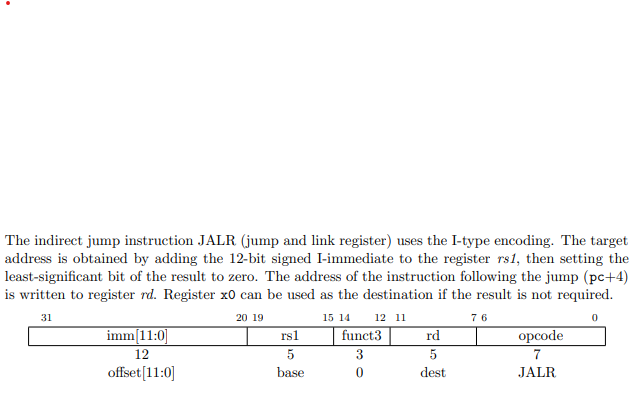 The indirect jump instruction JALR (jump and link register) uses the I-type encoding. The target
address is obtained by adding the 12-bit signed I-immediate to the register rs1, then setting the
least-significant bit of the result to zero. The address of the instruction following the jump (pc+4)
is written to register rd. Register x0 can be used as the destination if the result is not required.
31 20 19 15 14 12 11 7 6 0
imm[11:0] rs1 funct3 rd opcode
12 5 3 5 7
offset[11:0] base 0 dest JALR